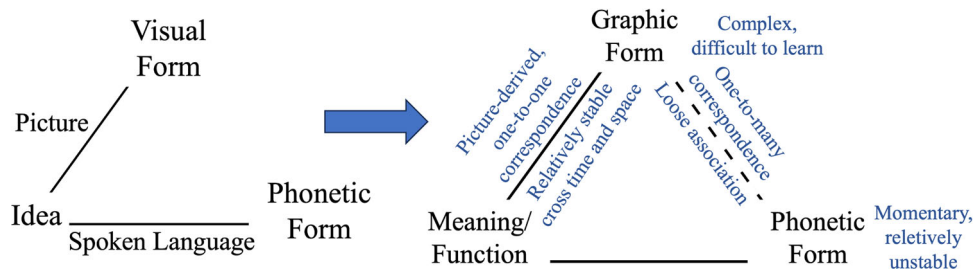 Visual
Form
Picture
Idea
Spoken Language
Phonetic
Form
Graphic
Form
Complex,
difficult to learn
Picture-derived,
one-to-one
correspondence
Relatively stable
cross time and space
One-to-many
correspondence
Loose association
Meaning/
Function
Phonetic
Form
Momentary,
reletively
unstable